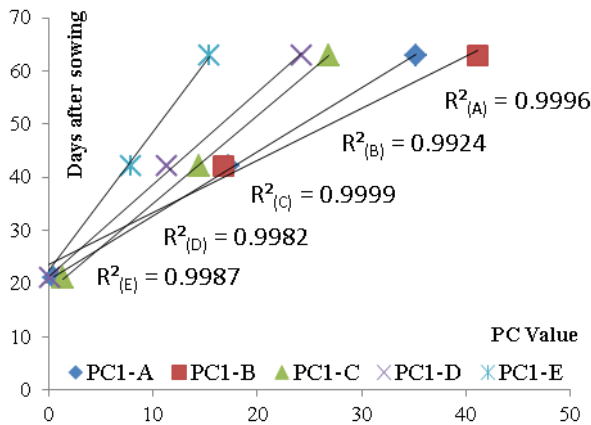 70
60
50
40
30
20
10
0
Days after sowing
R²(A) = 0.9996
R²(B) = 0.9924
R²(C) = 0.9999
R²(D) = 0.9982
R²(E) = 0.9987
PC Value
PC1-A PC1-B PC1-C PC1-D PC1-E
0 10 20 30 40 50